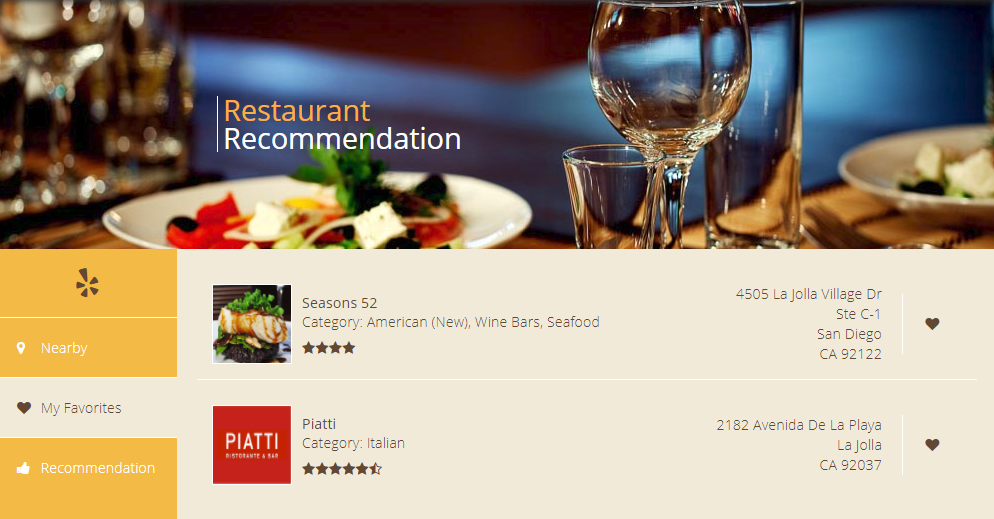 Restaurant
Recommendation
Nearby
My Favorites
Recommendation
Seasons 52
Category: American (New), Wine Bars, Seafood
4505 La Jolla Village Dr
Ste C-1
San Diego
CA 92122
PIATTI
RISTORANTE & BAR
Piatti
Category: Italian
2182 Avenida De La Playa
La Jolla
CA 92037